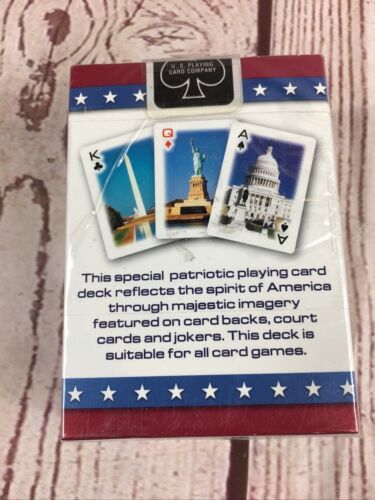 U. S. PLAYING
CARD COMPANY
K
Q
A
A
This special patriotic playing card
deck reflects the spirit of America
through majestic imagery
featured on card backs, court
cards and jokers. This deck is
suitable for all card games.